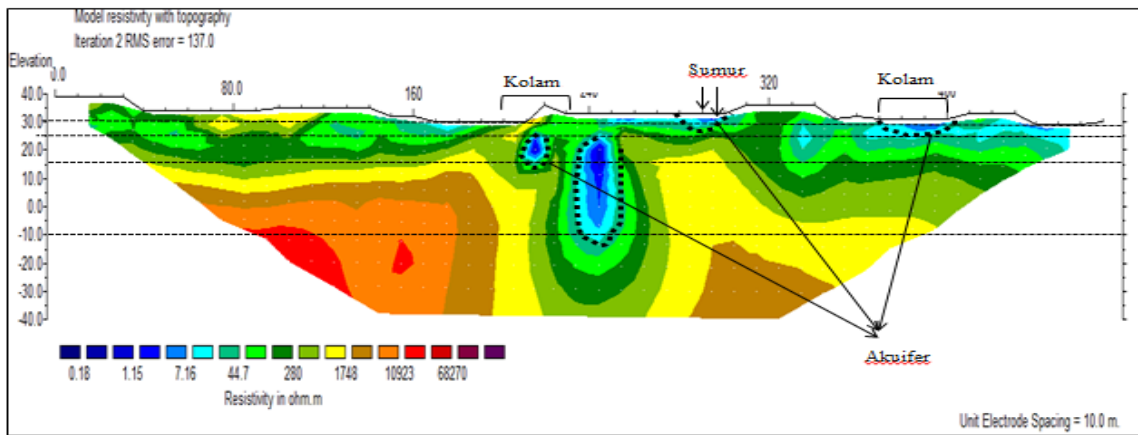 Model resistivity with topography
Iteration 2 RMS error = 137.0
Elevation
0.0
80.0
160
Kolam
240
Sumur
320
Kolam
400
40.0
30.0
20.0
10.0
0.0
-10.0
-20.0
-30.0
-40.0
Akuifer
0.18 1.15 7.16 44.7 280 1748 10923 68270
Resistivity in ohm.m
Unit Electrode Spacing = 10.0 m.